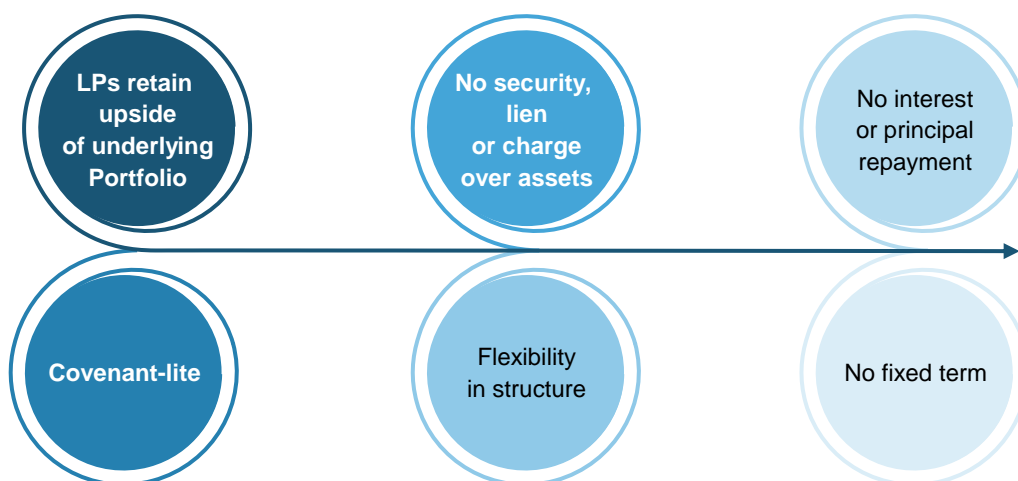 LPs retain
upside
of underlying
Portfolio
No security,
lien
or charge
over assets
No interest
or principal
repayment
Covenant-lite
Flexibility
in structure
No fixed term